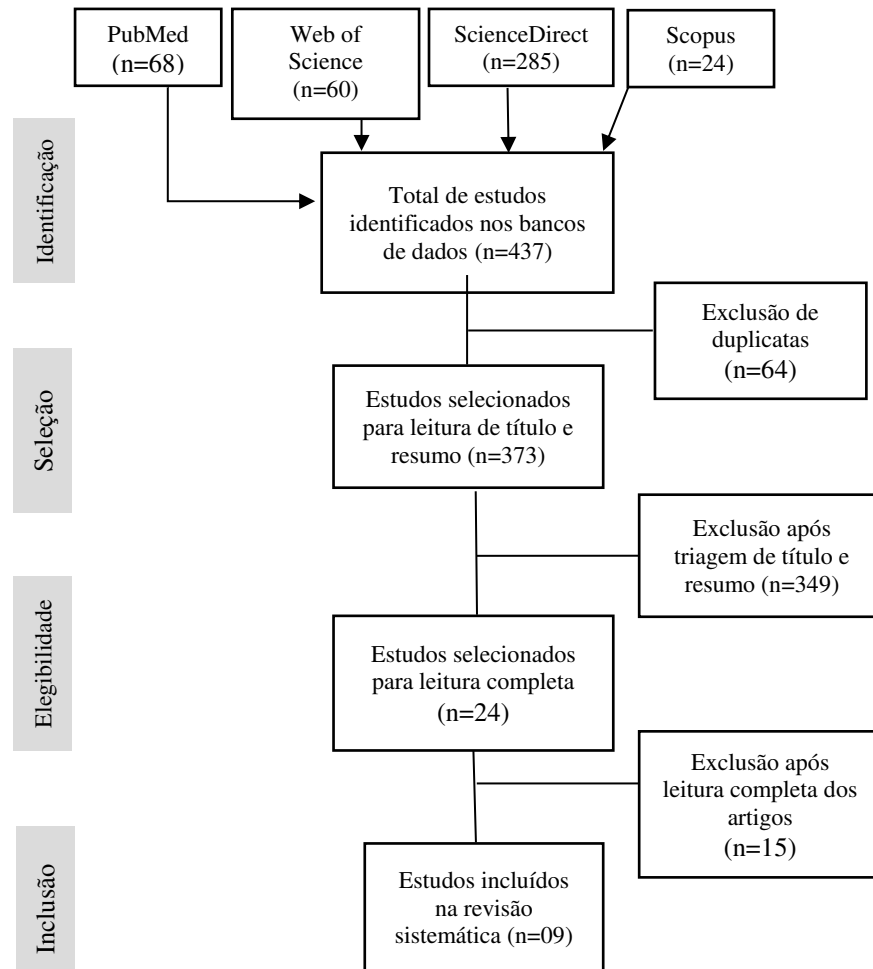 PubMed
(n=68)
Web of
Science
(n=60)
ScienceDirect
(n=285)
Scopus
(n=24)
Identificação
Total de estudos
identificados nos bancos
de dados (n=437)
Exclusão de
duplicatas
(n=64)
Seleção
Estudos selecionados
para leitura de título e
resumo (n=373)
Exclusão após
triagem de título e
resumo (n=349)
Elegibilidade
Estudos selecionados
para leitura completa
(n=24)
Exclusão após
leitura completa dos
artigos
(n=15)
Inclusão
Estudos incluídos
na revisão
sistemática (n=09)